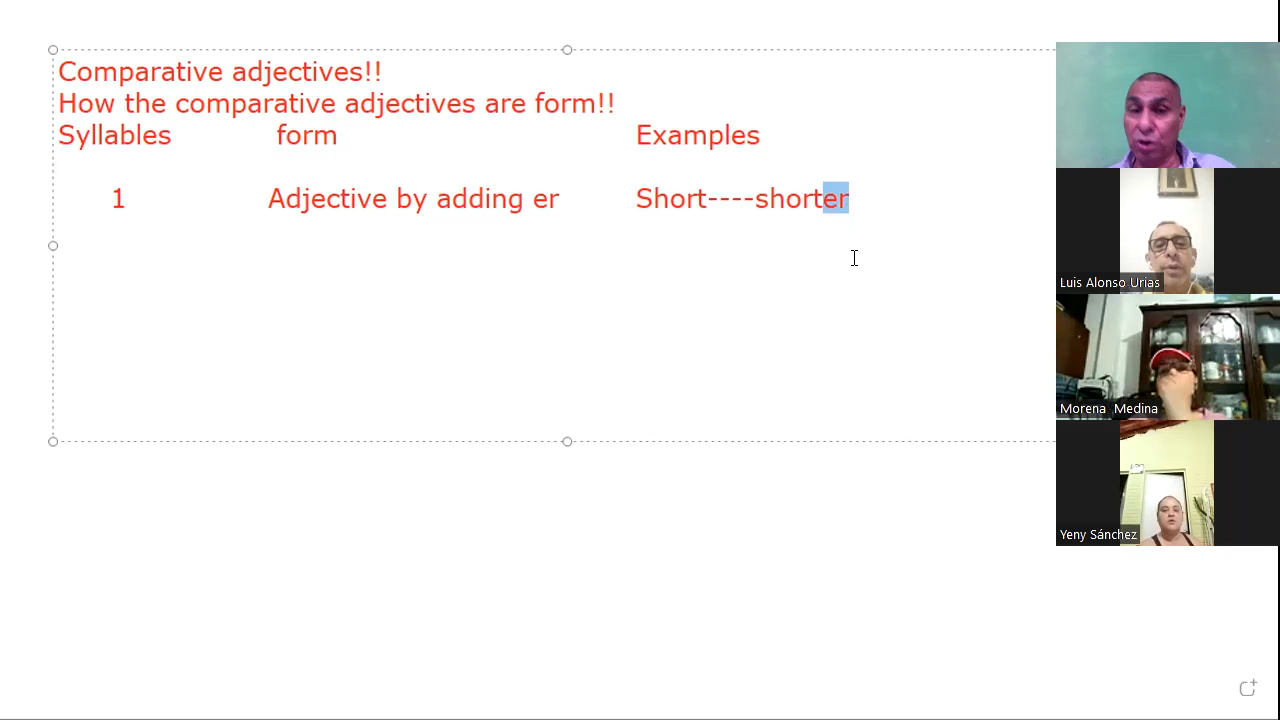 Comparative adjectives!!
How the comparative adjectives are form!!
Syllables form Examples
1 Adjective by adding er Short----shorter
Luis Alonso Urias
Morena Medina
Yeny Sánchez